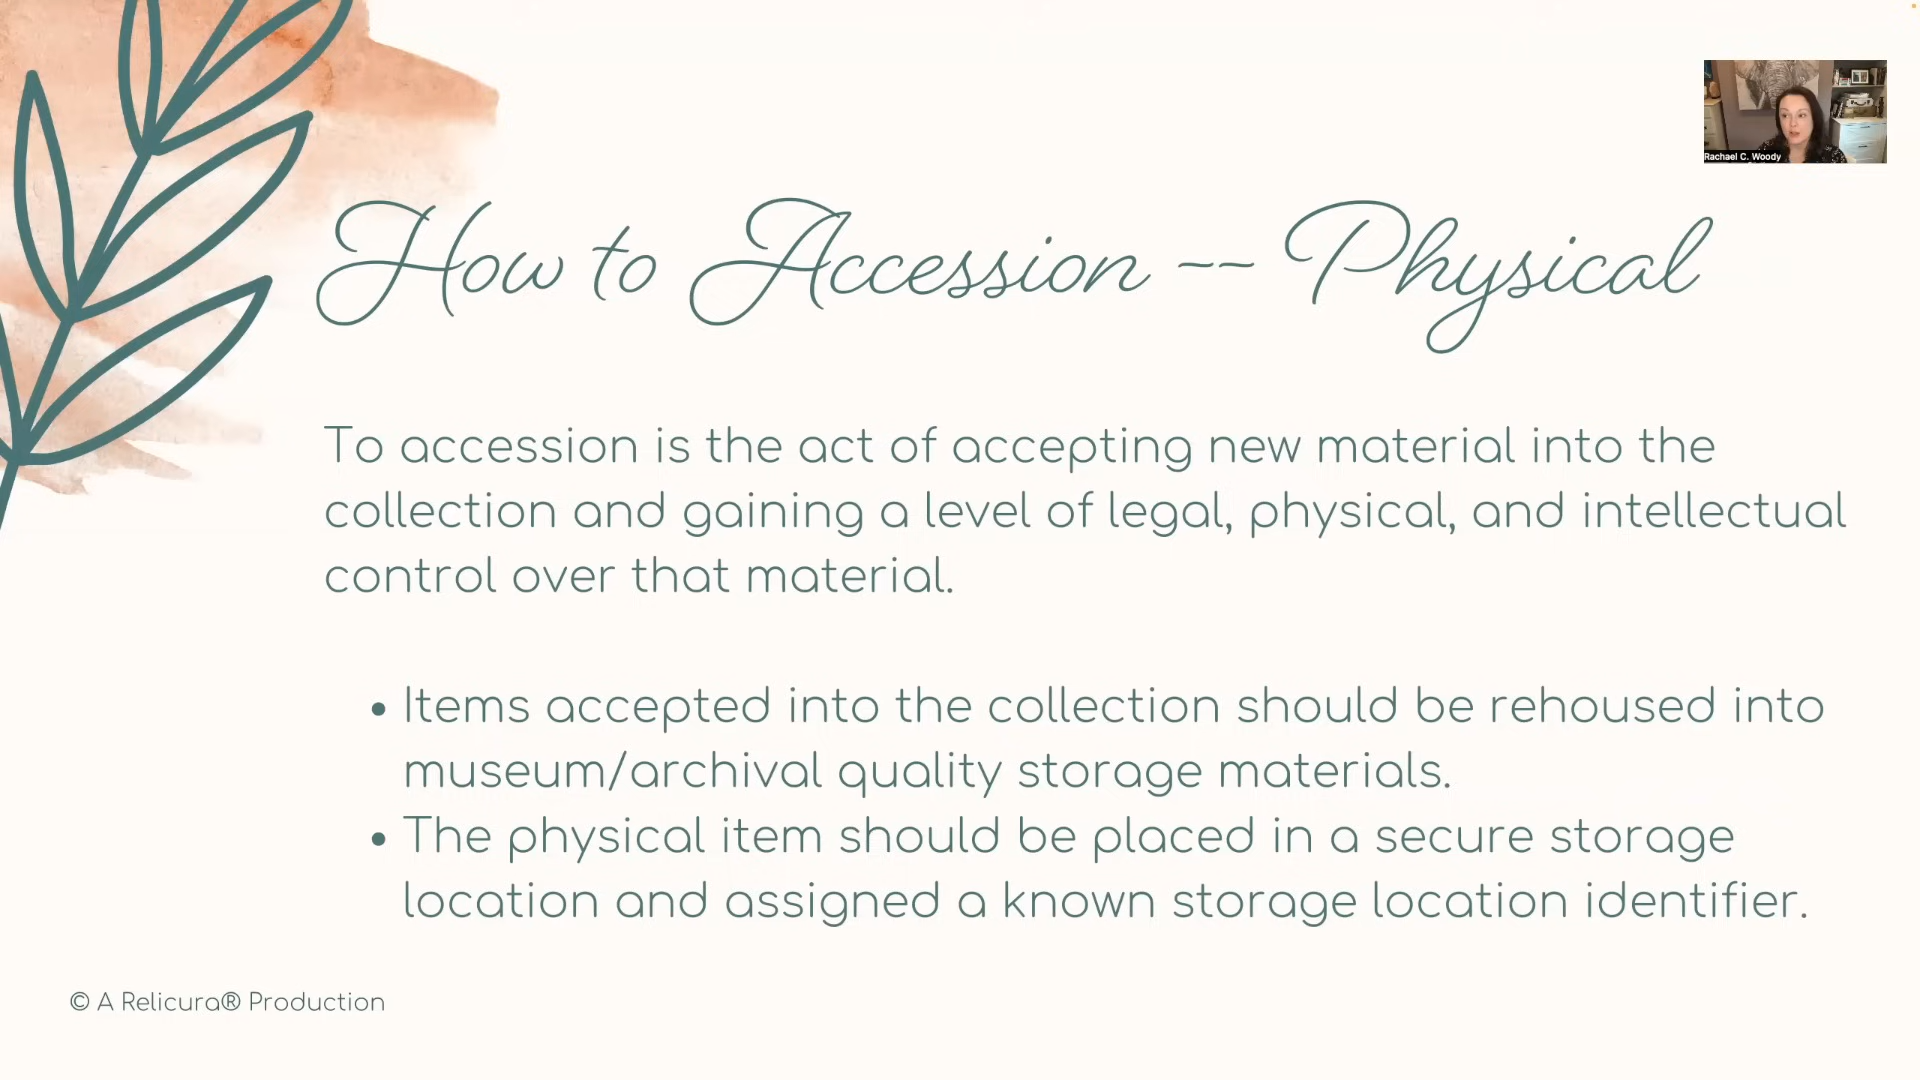 Rachael C. Woody
How to Accession -- Physical
To accession is the act of accepting new material into the
collection and gaining a level of legal, physical, and intellectual
control over that material.
• Items accepted into the collection should be rehoused into
museum/archival quality storage materials.
• The physical item should be placed in a secure storage
location and assigned a known storage location identifier.
© A Relicura® Production